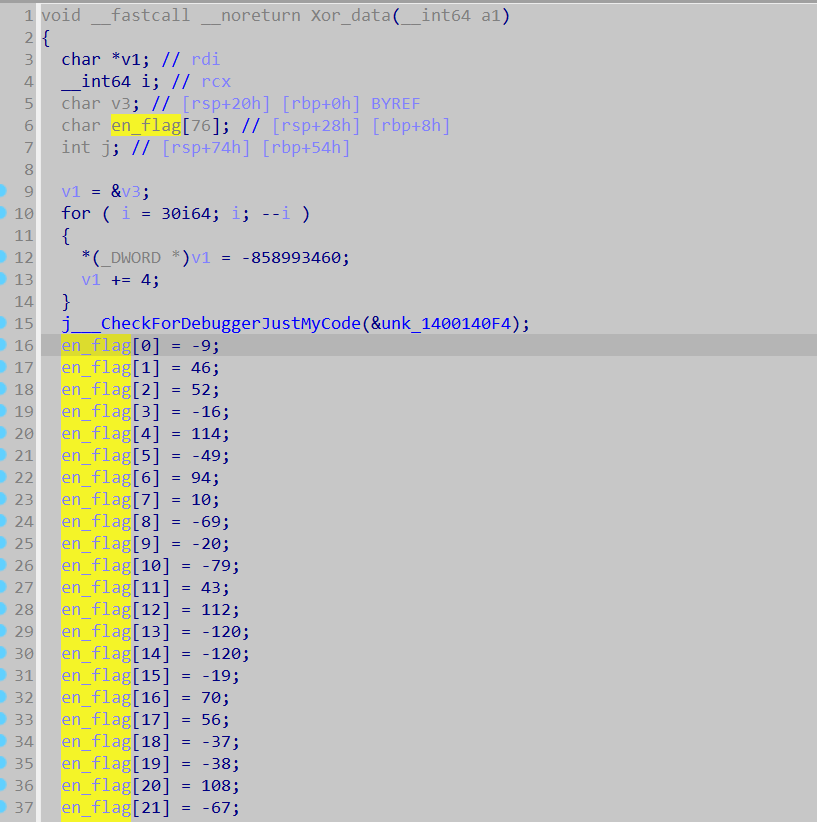 1 void __fastcall __noreturn Xor_data(__int64 a1)
2 {
3 char *v1; // rdi
4 __int64 i; // rcx
5 char v3; // [rsp+20h] [rbp+0h] BYREF
6 char en_flag[76]; // [rsp+28h] [rbp+8h]
7 int j; // [rsp+74h] [rbp+54h]
8
9 v1 = &v3;
10 for ( i = 30i64; i; --i )
11 {
12 *(_DWORD *)v1 = -858993460;
13 v1 += 4;
14 }
15 j___CheckForDebuggerJustMyCode(&unk_1400140F4);
16 en_flag[0] = -9;
17 en_flag[1] = 46;
18 en_flag[2] = 52;
19 en_flag[3] = -16;
20 en_flag[4] = 114;
21 en_flag[5] = -49;
22 en_flag[6] = 94;
23 en_flag[7] = 10;
24 en_flag[8] = -69;
25 en_flag[9] = -20;
26 en_flag[10] = -79;
27 en_flag[11] = 43;
28 en_flag[12] = 112;
29 en_flag[13] = -120;
30 en_flag[14] = -120;
31 en_flag[15] = -19;
32 en_flag[16] = 70;
33 en_flag[17] = 56;
34 en_flag[18] = -37;
35 en_flag[19] = -38;
36 en_flag[20] = 108;
37 en_flag[21] = -67;